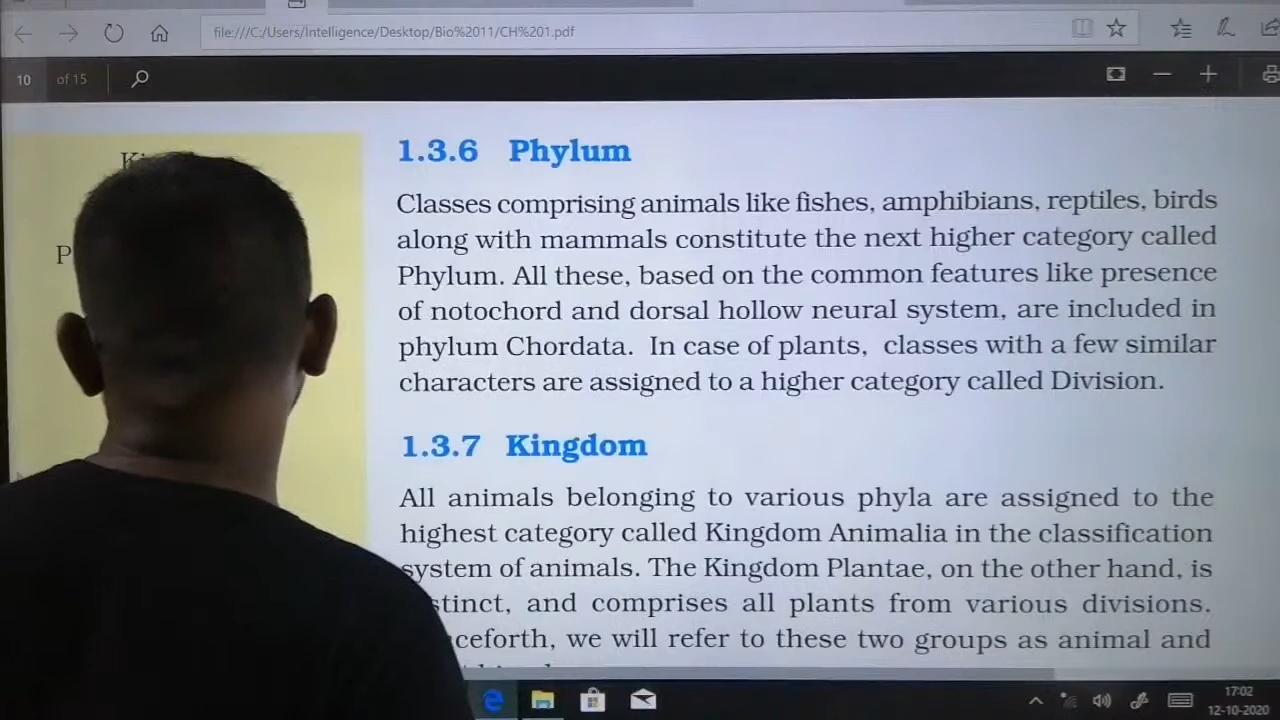 file:///C:/Users/Intelligence/Desktop/Bio%2011/CH%201.pdf
10 of 15
1.3.6 Phylum
Classes comprising animals like fishes, amphibians, reptiles, birds
along with mammals constitute the next higher category called
Phylum. All these, based on the common features like presence
of notochord and dorsal hollow neural system, are included in
phylum Chordata. In case of plants, classes with a few similar
characters are assigned to a higher category called Division.
1.3.7 Kingdom
All animals belonging to various phyla are assigned to the
highest category called Kingdom Animalia in the classification
system of animals. The Kingdom Plantae, on the other hand, is
stinct, and comprises all plants from various divisions.
ceforth, we will refer to these two groups as animal and
17:02
12-10-2020